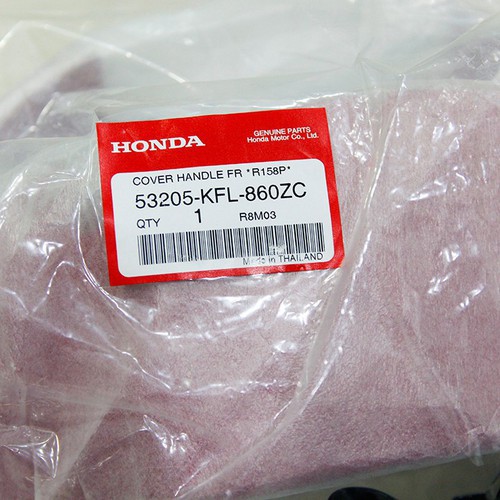 HONDA
GENUINE PARTS
Honda Motor Co., Ltd.
COVER HANDLE FR *R158P*
53205-KFL-860ZC
QTY 1 R8M03
Made in THAILAND